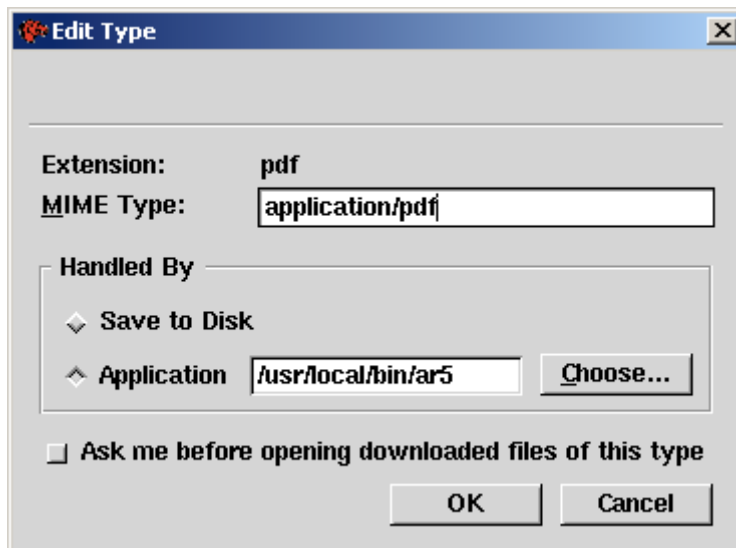 Edit Type
Extension: pdf
MIME Type: application/pdf
Handled By
Save to Disk
Application /usr/local/bin/ar5 Choose...
Ask me before opening downloaded files of this type
OK Cancel